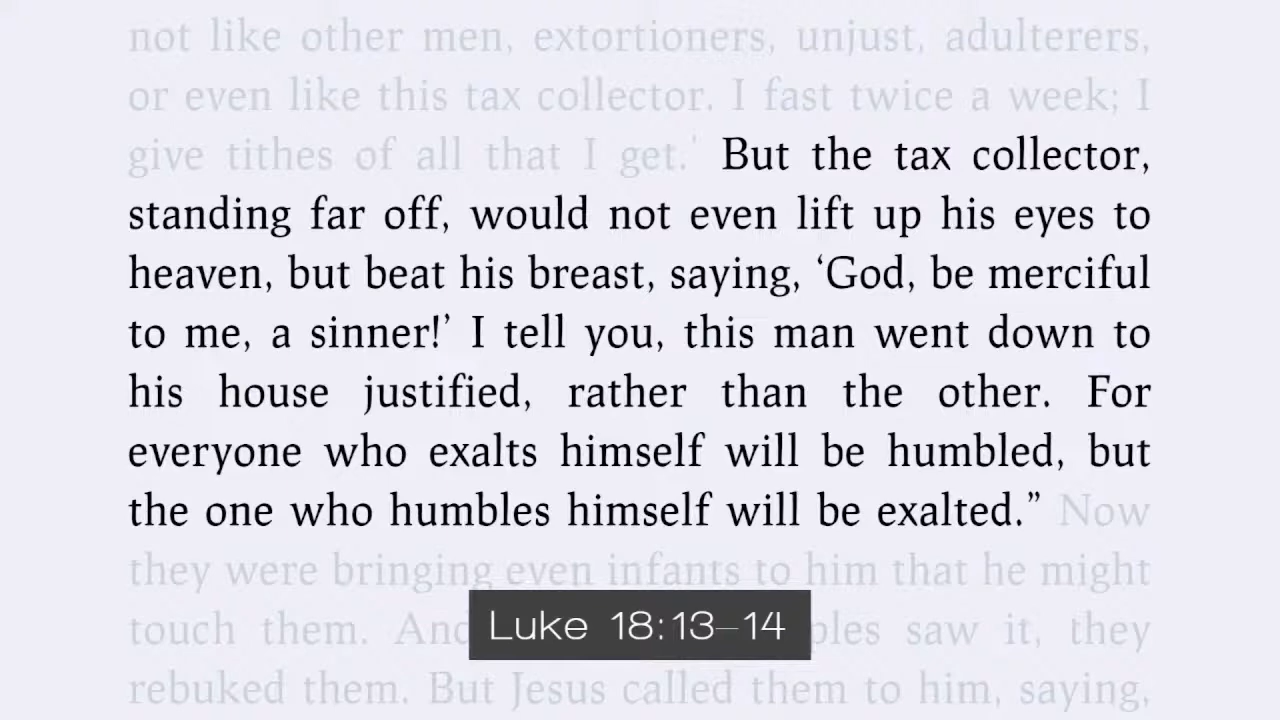 not like other men, extortioners, unjust, adulterers,
or even like this tax collector. I fast twice a week; I
give tithes of all that I get.' But the tax collector,
standing far off, would not even lift up his eyes to
heaven, but beat his breast, saying, ‘God, be merciful
to me, a sinner!’ I tell you, this man went down to
his house justified, rather than the other. For
everyone who exalts himself will be humbled, but
the one who humbles himself will be exalted.” Now
they were bringing even infants to him that he might
touch them. And saw it, they
Luke 18:13–14
rebuked them. But Jesus called them to him, saying,